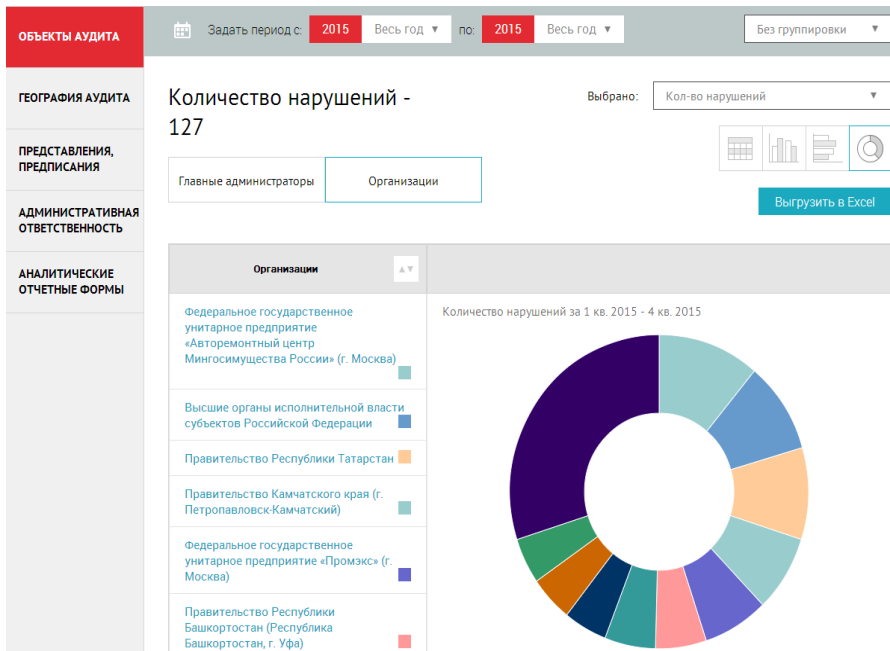 ОБЪЕКТЫ АУДИТА
Задать период с: 2015 Весь год ▼ по: 2015 Весь год ▼
Без группировки ▼
ГЕОГРАФИЯ АУДИТА
ПРЕДСТАВЛЕНИЯ,
ПРЕДПИСАНИЯ
АДМИНИСТРАТИВНАЯ
ОТВЕТСТВЕННОСТЬ
АНАЛИТИЧЕСКИЕ
ОТЧЕТНЫЕ ФОРМЫ
Количество нарушений -
127
Выбрано: Кол-во нарушений ▼
Главные администраторы
Организации
Выгрузить в Excel
Организации ▲▼
Федеральное государственное
унитарное предприятие
«Авторемонтный центр
Мингосимущества России» (г. Москва)
Высшие органы исполнительной власти
субъектов Российской Федерации
Правительство Республики Татарстан
Правительство Камчатского края (г.
Петропавловск-Камчатский)
Федеральное государственное
унитарное предприятие «Промэкс» (г.
Москва)
Правительство Республики
Башкортостан (Республика
Башкортостан, г. Уфа)
Количество нарушений за 1 кв. 2015 - 4 кв. 2015